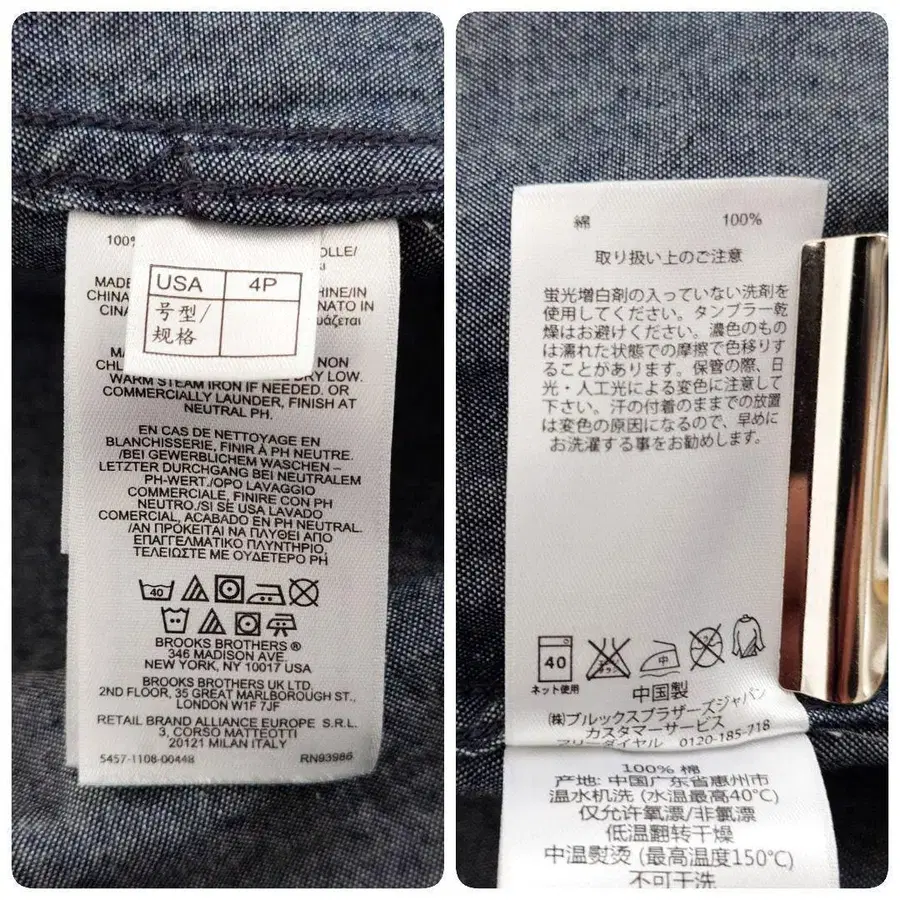 100%
OLLE/
USA 4P
号型/
规格
MADE
HINE/IN
CHINA
NATO IN
CINA
υάζεται
NON
DRY LOW.
WARM STEAM IRON IF NEEDED. OR
COMMERCIALLY LAUNDER, FINISH AT
NEUTRAL PH.
EN CAS DE NETTOYAGE EN
BLANCHISSERIE, FINIR À PH NEUTRE.
/BEI GEWERBLICHEM WASCHEN –
LETZTER DURCHGANG BEI NEUTRALEM
PH-WERT./OPO LAVAGGIO
COMMERCIALE, FINIRE CON PH
NEUTRO./SI SE USA LAVADO
COMERCIAL, ACABADO EN PH NEUTRAL.
/ΑΝ ΠΡΟΚΕΙΤΑΙ ΝΑ ΠΛΥΘΕΙ ΑΠΟ
ΕΠΑΓΓΕΛΜΑΤΙΚΟ ΠΛΥΝΤΗΡΙΟ,
ΤΕΛΕΙΩΣΤΕ ΜΕ ΟΥΔΕΤΕΡΟ PH
40
BROOKS BROTHERS ®
346 MADISON AVE.
NEW YORK, NY 10017 USA
BROOKS BROTHERS UK LTD.
2ND FLOOR, 35 GREAT MARLBOROUGH ST.,
LONDON W1F 7JF
RETAIL BRAND ALLIANCE EUROPE S.R.L.
3, CORSO MATTEOTTI
20121 MILAN ITALY
5457-1108-00448 RN93986
綿 100%
取り扱い上のご注意
蛍光増白剤の入っていない洗剤を
使用してください。タンブラー乾
燥はお避けください。濃色のもの
は濡れた状態での摩擦で色移りす
ることがあります。保管の際、日
光・人工光による変色に注意して
下さい。汗の付着のままでの放置
は変色の原因になるので、早めに
お洗濯する事をお勧めします。
40 中
ネット使用
中国製
(株)ブルックスブラザーズジャパン
カスタマーサービス
フリーダイヤル 0120-185-718
100% 棉
产地: 中国广东省惠州市
温水机洗 (水温最高40℃)
仅允许氧漂/非氯漂
低温翻转干燥
中温熨烫 (最高温度150℃)
不可干洗